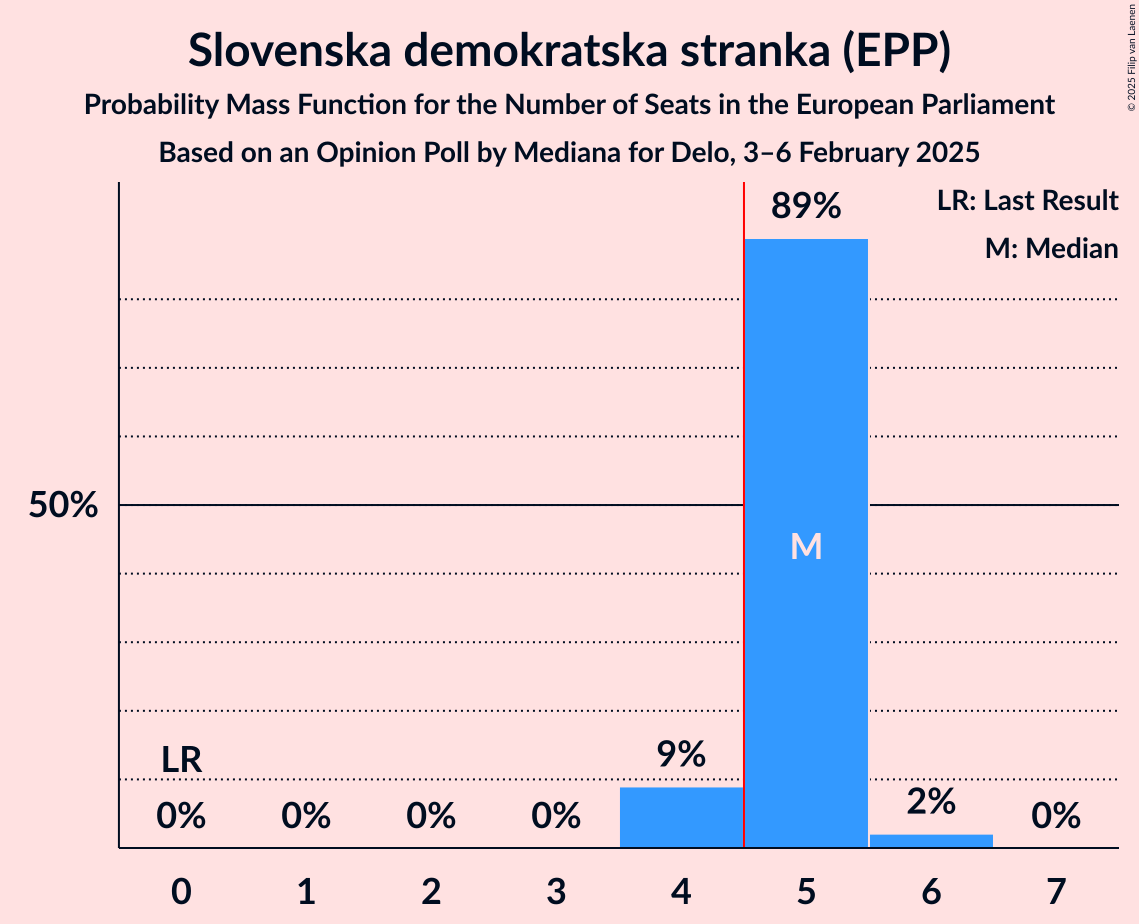 Slovenska demokratska stranka (EPP)
Probability Mass Function for the Number of Seats in the European Parliament
Based on an Opinion Poll by Mediana for Delo, 3–6 February 2025
© 2025 Filip van Laenen
LR: Last Result
M: Median
89%
50%
M
LR
9%
2%
0% 0% 0% 0% 0%
0 1 2 3 4 5 6 7